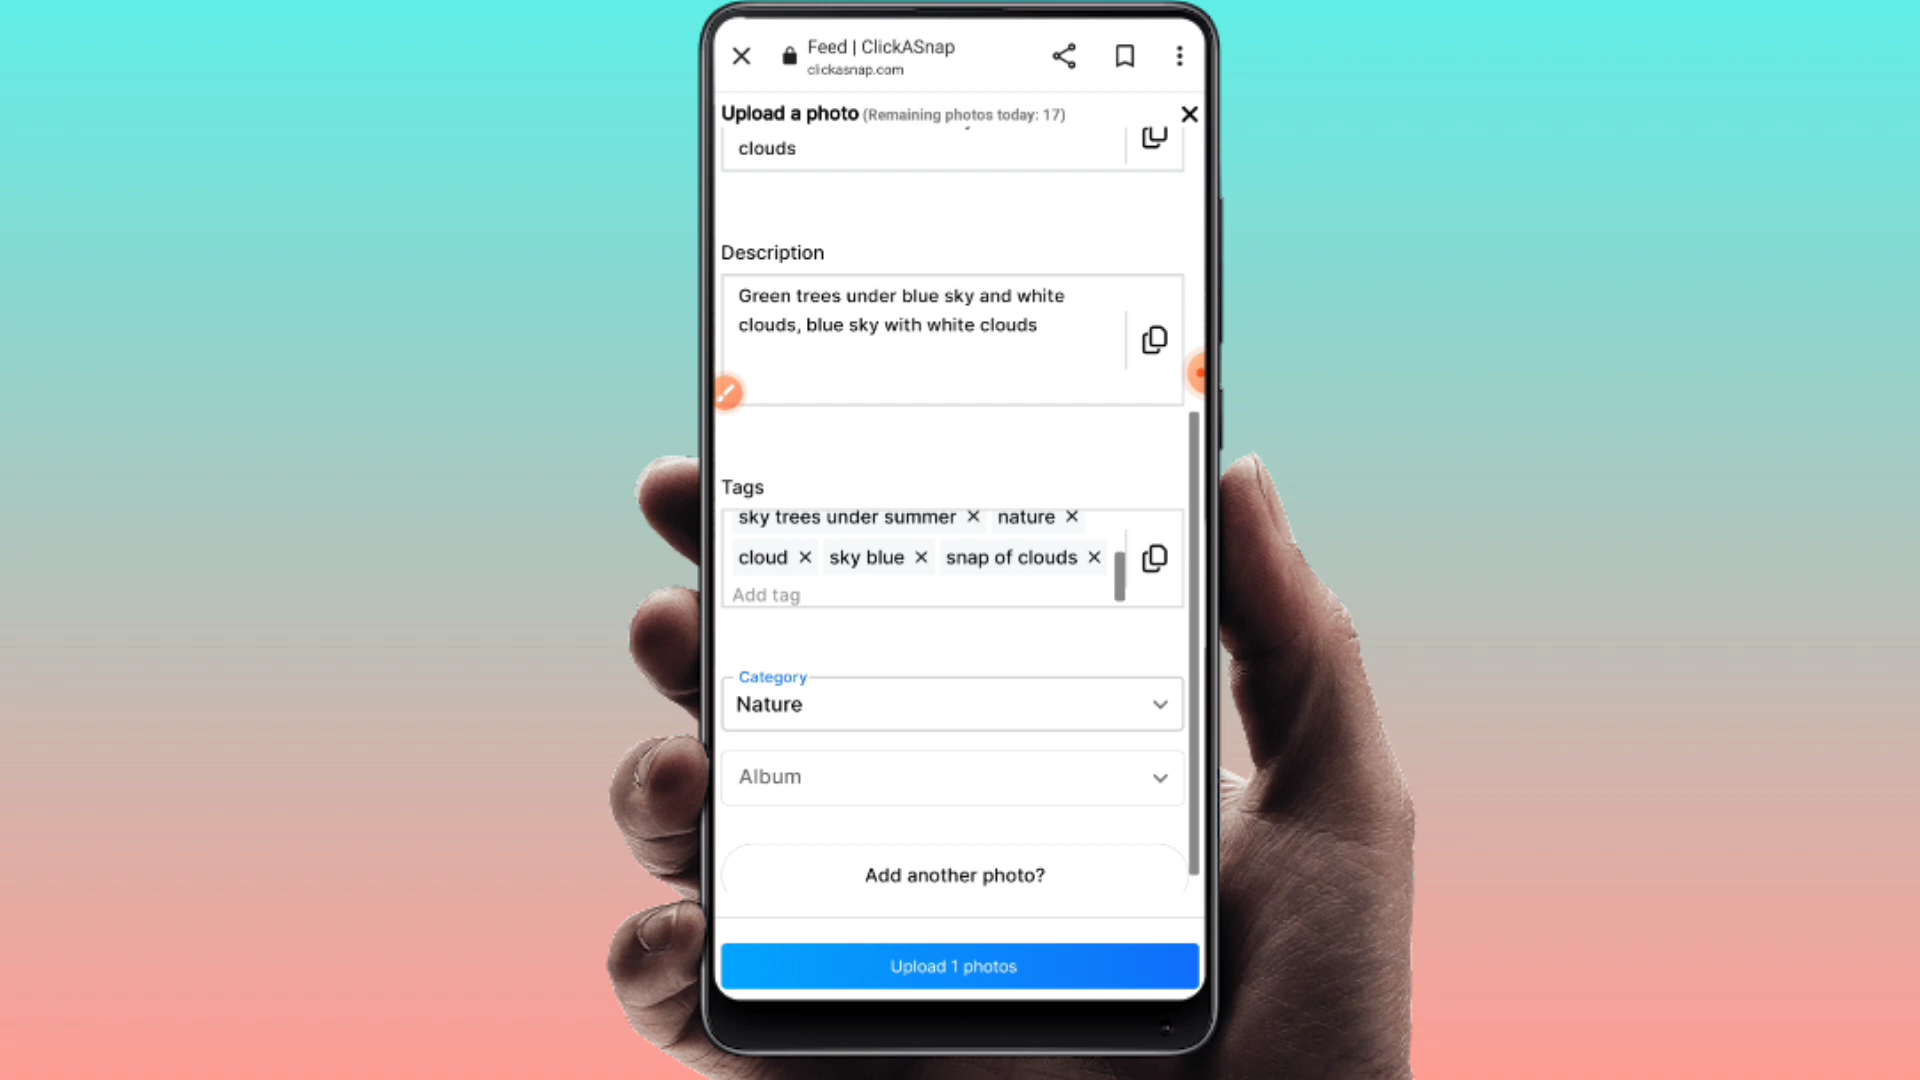 Feed | ClickASnap
clickasnap.com
Upload a photo (Remaining photos today: 17)
clouds
Description
Green trees under blue sky and white
clouds, blue sky with white clouds
Tags
sky trees under summer × nature ×
cloud × sky blue × snap of clouds ×
Add tag
Category
Nature
Album
Add another photo?
Upload 1 photos